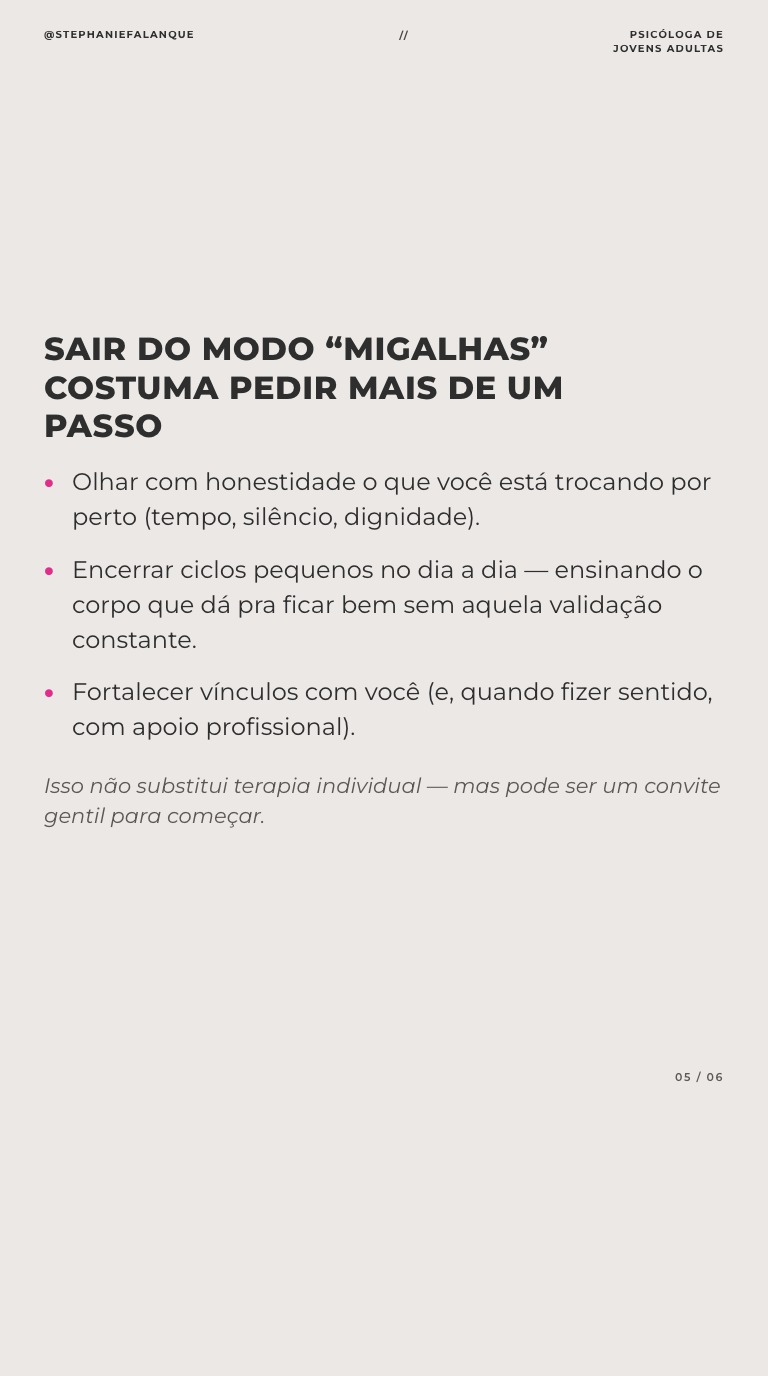 @STEPHANIEFALANQUE
//
PSICÓLOGA DE
JOVENS ADULTAS
SAIR DO MODO “MIGALHAS”
COSTUMA PEDIR MAIS DE UM
PASSO
• Olhar com honestidade o que você está trocando por
perto (tempo, silêncio, dignidade).
• Encerrar ciclos pequenos no dia a dia — ensinando o
corpo que dá pra ficar bem sem aquela validação
constante.
• Fortalecer vínculos com você (e, quando fizer sentido,
com apoio profissional).
Isso não substitui terapia individual — mas pode ser um convite
gentil para começar.
05 / 06